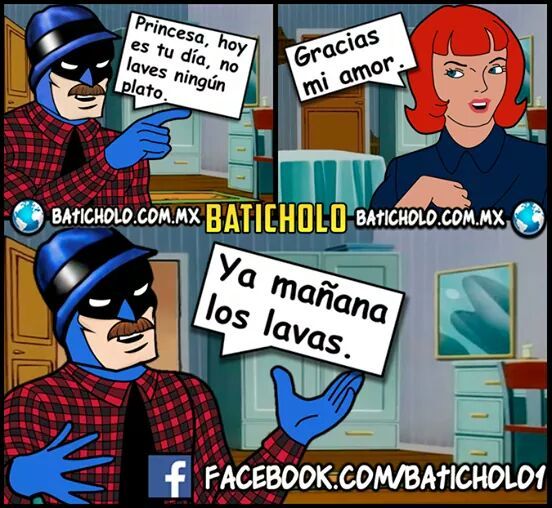 Princesa, hoy
es tu día, no
laves ningún
plato.
Gracias
mi amor.
BATICHOLO.COM.MX BATICHOLO BATICHOLO.COM.MX
Ya mañana
los lavas.
f FACEBOOK.COM/BATICHOLO1